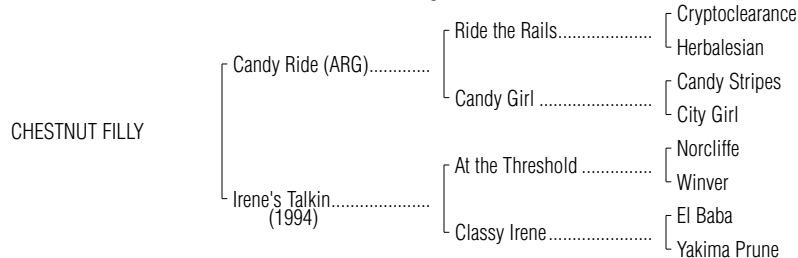 Cryptoclearance
Ride the Rails..................
Herbalesian
Candy Ride (ARG).............
Candy Stripes
Candy Girl ......................
City Girl
CHESTNUT FILLY
Norcliffe
At the Threshold ..............
Winver
Irene's Talkin....................
(1994)
El Baba
Classy Irene.....................
Yakima Prune